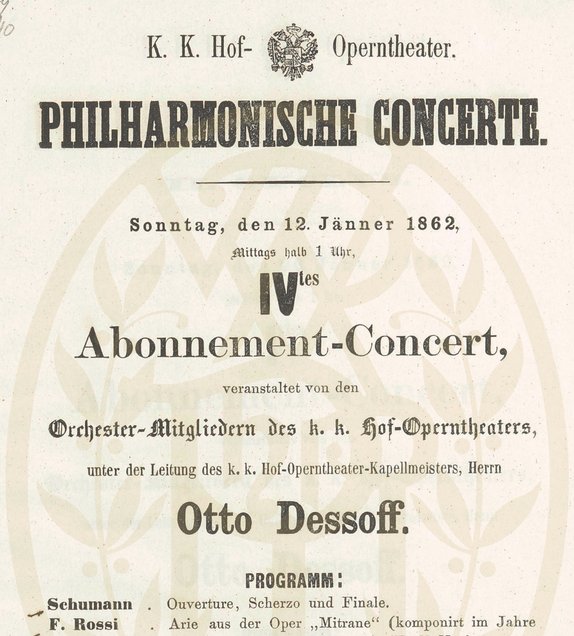 K. K. Hof- Operntheater.
PHILHARMONISCHE CONCERTE.
Sonntag, den 12. Jänner 1862,
Mittags halb 1 Uhr,
IVtes
Abonnement-Concert,
veranstaltet von den
Orchester-Mitgliedern des k. k. Hof-Operntheaters,
unter der Leitung des k. k. Hof-Operntheater-Kapellmeisters, Herrn
Otto Dessoff.
PROGRAMM:
Schumann . Ouverture, Scherzo und Finale.
F. Rossi . Arie aus der Oper „Mitrane“ (komponirt im Jahre